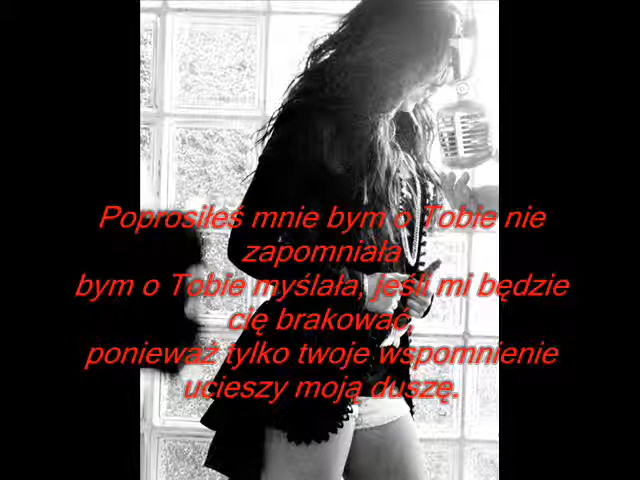 Poprosiłeś mnie bym o Tobie nie
zapomniała
bym o Tobie myślała, jeśli mi będzie
cię brakować,
ponieważ tylko twoje wspomnienie
ucieszy moją duszę.